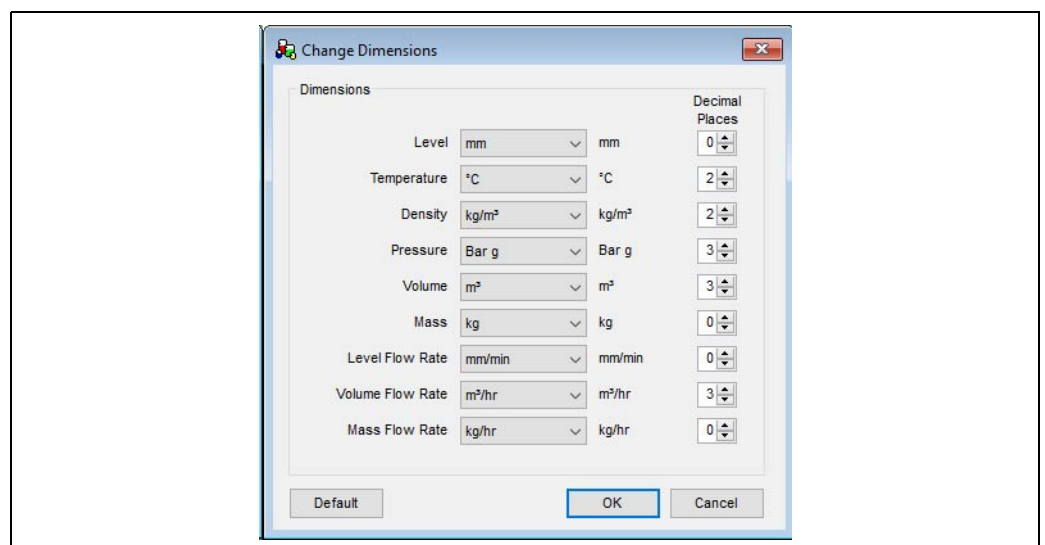 Change Dimensions
Dimensions
Decimal
Places
Level mm mm 0
Temperature °C °C 2
Density kg/m³ kg/m³ 2
Pressure Bar g Bar g 3
Volume m³ m³ 3
Mass kg kg 0
Level Flow Rate mm/min mm/min 0
Volume Flow Rate m³/hr m³/hr 3
Mass Flow Rate kg/hr kg/hr 0
Default OK Cancel